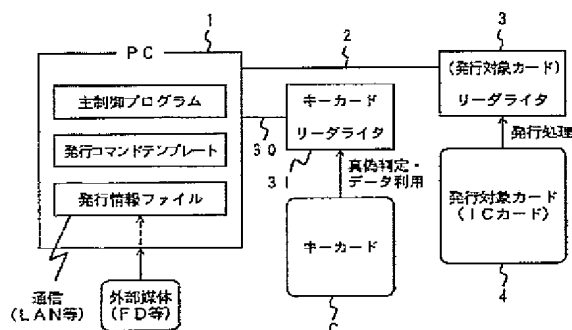 1
PC
2
3
主制御プログラム
発行コマンドテンプレート
発行情報ファイル
キーカード
リーダライタ
30
31
(発行対象カード)
リーダライタ
発行処理
真偽判定・
データ利用
キーカード
発行対象カード
(ICカード)
4
通信
(LAN等)
外部媒体
(FD等)